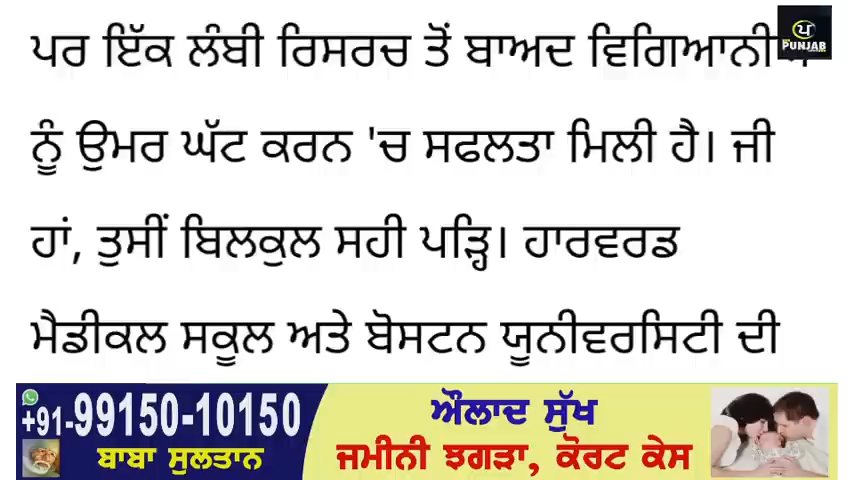 ਪਰ ਇੱਕ ਲੰਬੀ ਰਿਸਰਚ ਤੋਂ ਬਾਅਦ
ਨੂੰ ਉਮਰ ਘੱਟ ਕਰਨ 'ਚ ਸਫਲਤਾ ਮਿਲੀ ਹੈ। ਜੀ
ਹਾਂ, ਤੁਸੀਂ ਬਿਲਕੁਲ ਸਹੀ ਪੜ੍ਹਿ। ਹਾਰਵਰਡ
ਮੈਡੀਕਲ ਸਕੂਲ ਅਤੇ ਬੋਸਟਨ ਯੂਨੀਵਰਸਿਟੀ ਦੀ
ਪ
PUNJAB
+91-99150-10150
ਬਾਬਾ ਸੁਲਤਾਨ
ਔਲਾਦ ਸੁੱਖ
ਜਮੀਨੀ ਝਗੜਾ, ਕੋਰਟ ਕੇਸ